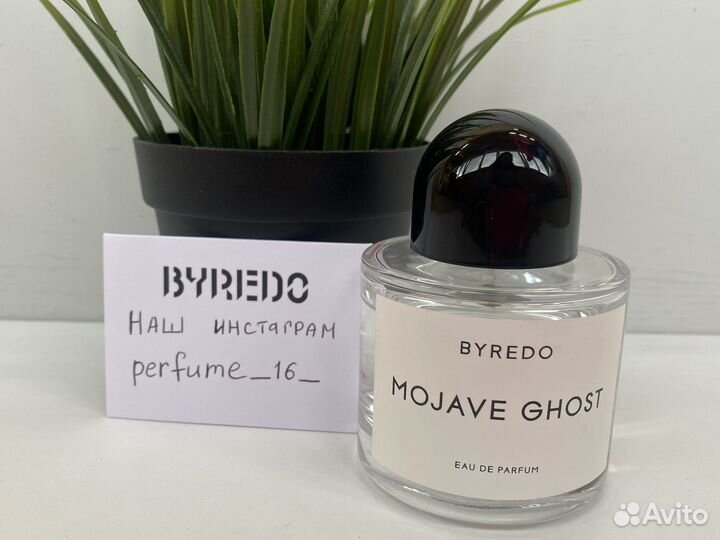 BYREDO
Наш инстаграм
perfume_16_
BYREDO
MOJAVE GHOST
EAU DE PARFUM
Avito